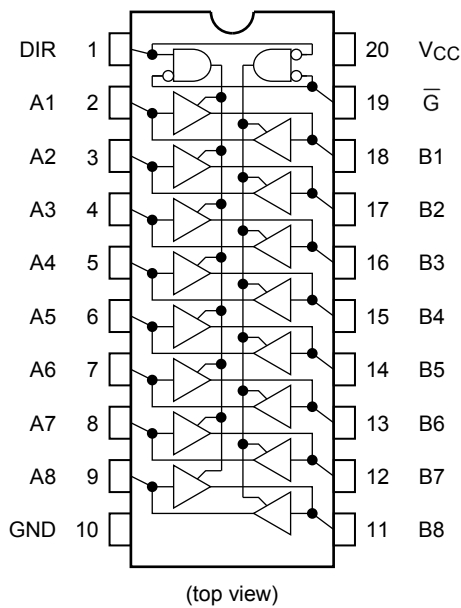 DIR 1 20 VCC
A1 2 19 G̅
A2 3 18 B1
A3 4 17 B2
A4 5 16 B3
A5 6 15 B4
A6 7 14 B5
A7 8 13 B6
A8 9 12 B7
GND 10 11 B8
(top view)